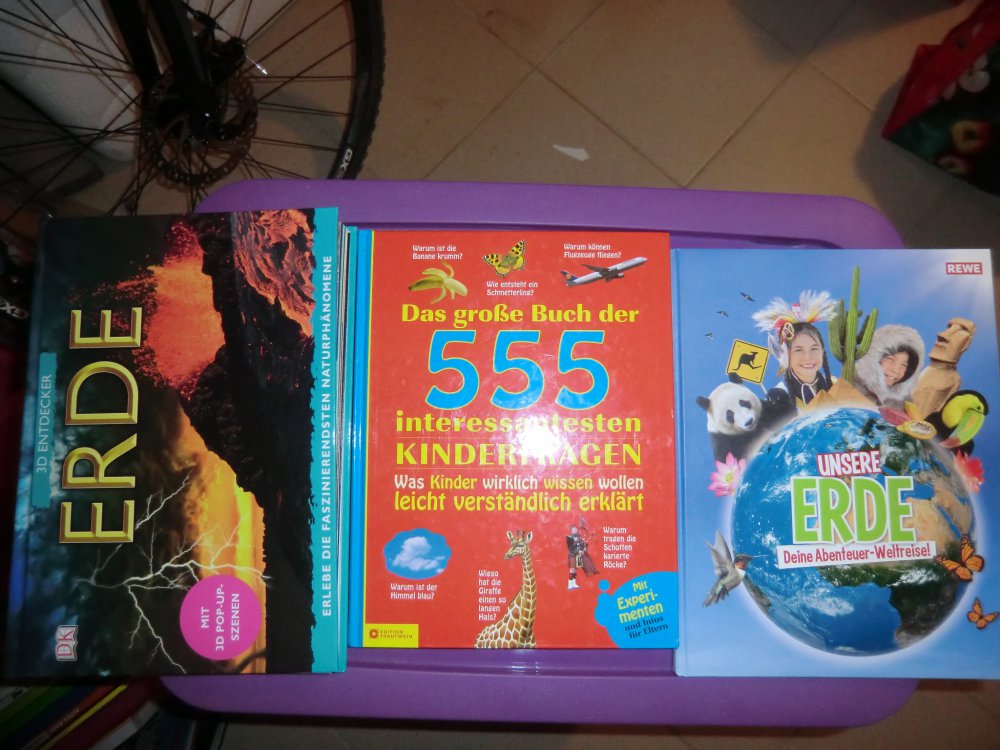 3D ENTDECKER
ERDE
ERLEBE DIE FASZINIERENDSTEN NATURPHÄNOMENE
MIT
3D POP-UP-
SZENEN
DK
Warum ist die
Banane krumm?
Wie entsteht ein
Schmetterling?
Warum können
Flugzeuge fliegen?
Das große Buch der
555
interessantesten
KINDERFRAGEN
Was Kinder wirklich wissen wollen
leicht verständlich erklärt
Warum ist der
Himmel blau?
Wieso
hat die
Giraffe
einen so
langen
Hals?
Warum
tragen die
Schotten
karierte
Röcke?
Mit
Experi-
menten
und Infos
für Eltern
EDITION
TRAUTWEIN
REWE
UNSERE
ERDE
Deine Abenteuer-Weltreise!
GX